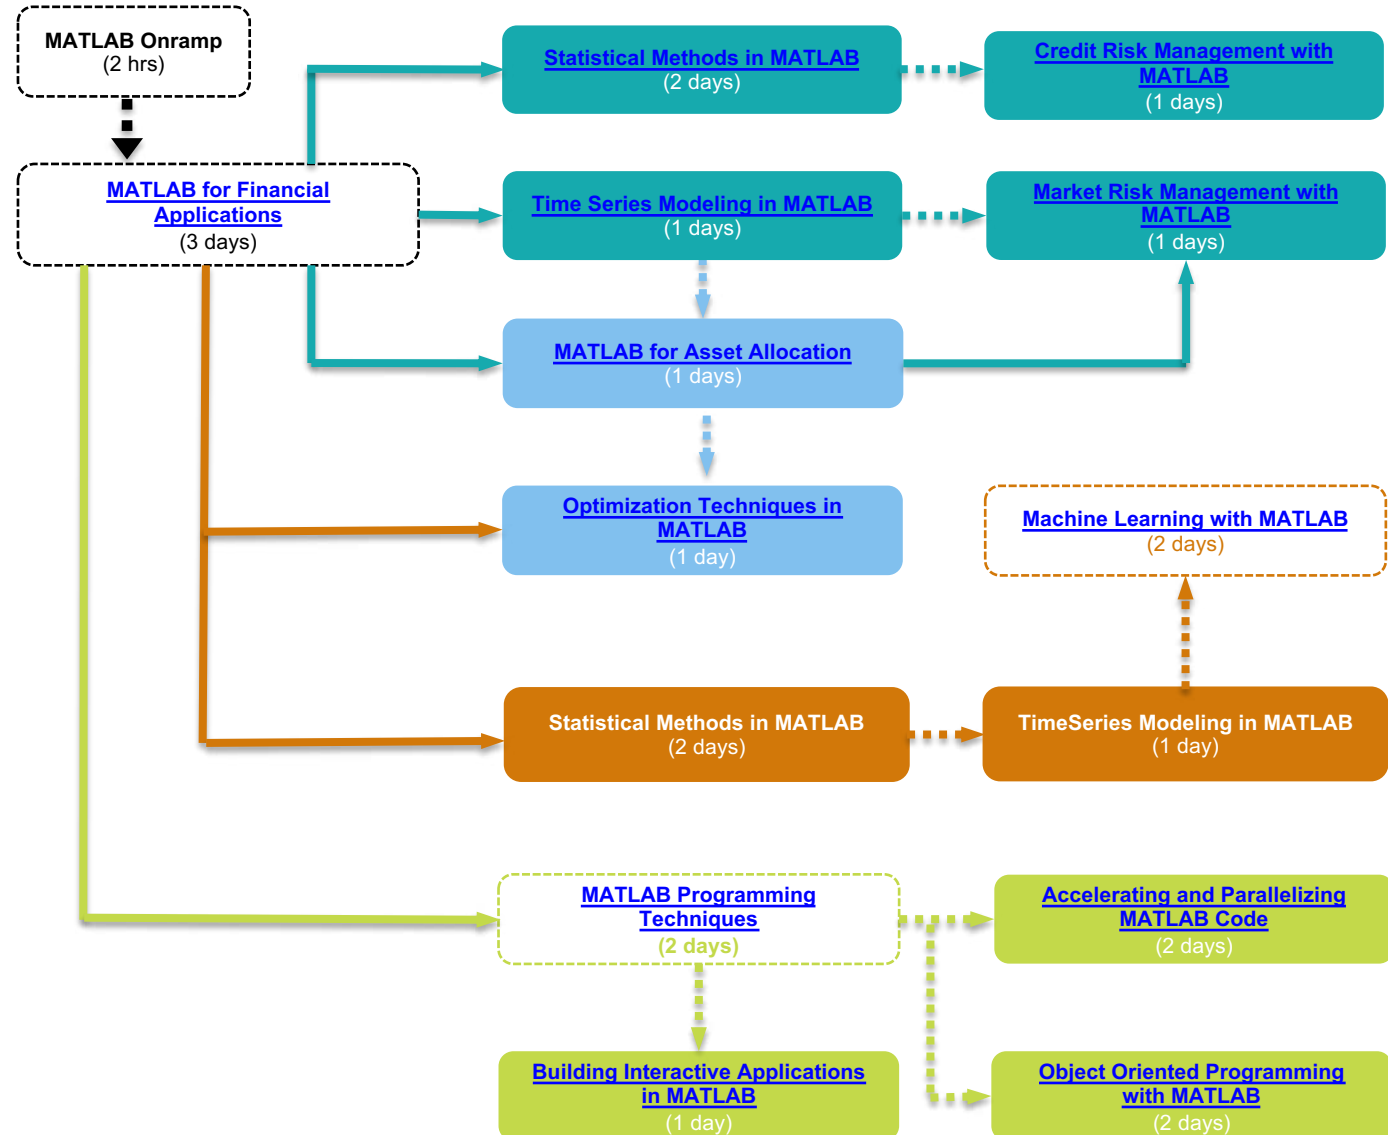 MATLAB Onramp
(2 hrs)
Statistical Methods in MATLAB
(2 days)
Credit Risk Management with
MATLAB
(1 days)
MATLAB for Financial
Applications
(3 days)
Time Series Modeling in MATLAB
(1 days)
Market Risk Management with
MATLAB
(1 days)
MATLAB for Asset Allocation
(1 days)
Optimization Techniques in
MATLAB
(1 day)
Machine Learning with MATLAB
(2 days)
Statistical Methods in MATLAB
(2 days)
TimeSeries Modeling in MATLAB
(1 day)
MATLAB Programming
Techniques
(2 days)
Accelerating and Parallelizing
MATLAB Code
(2 days)
Building Interactive Applications
in MATLAB
(1 day)
Object Oriented Programming
with MATLAB
(2 days)